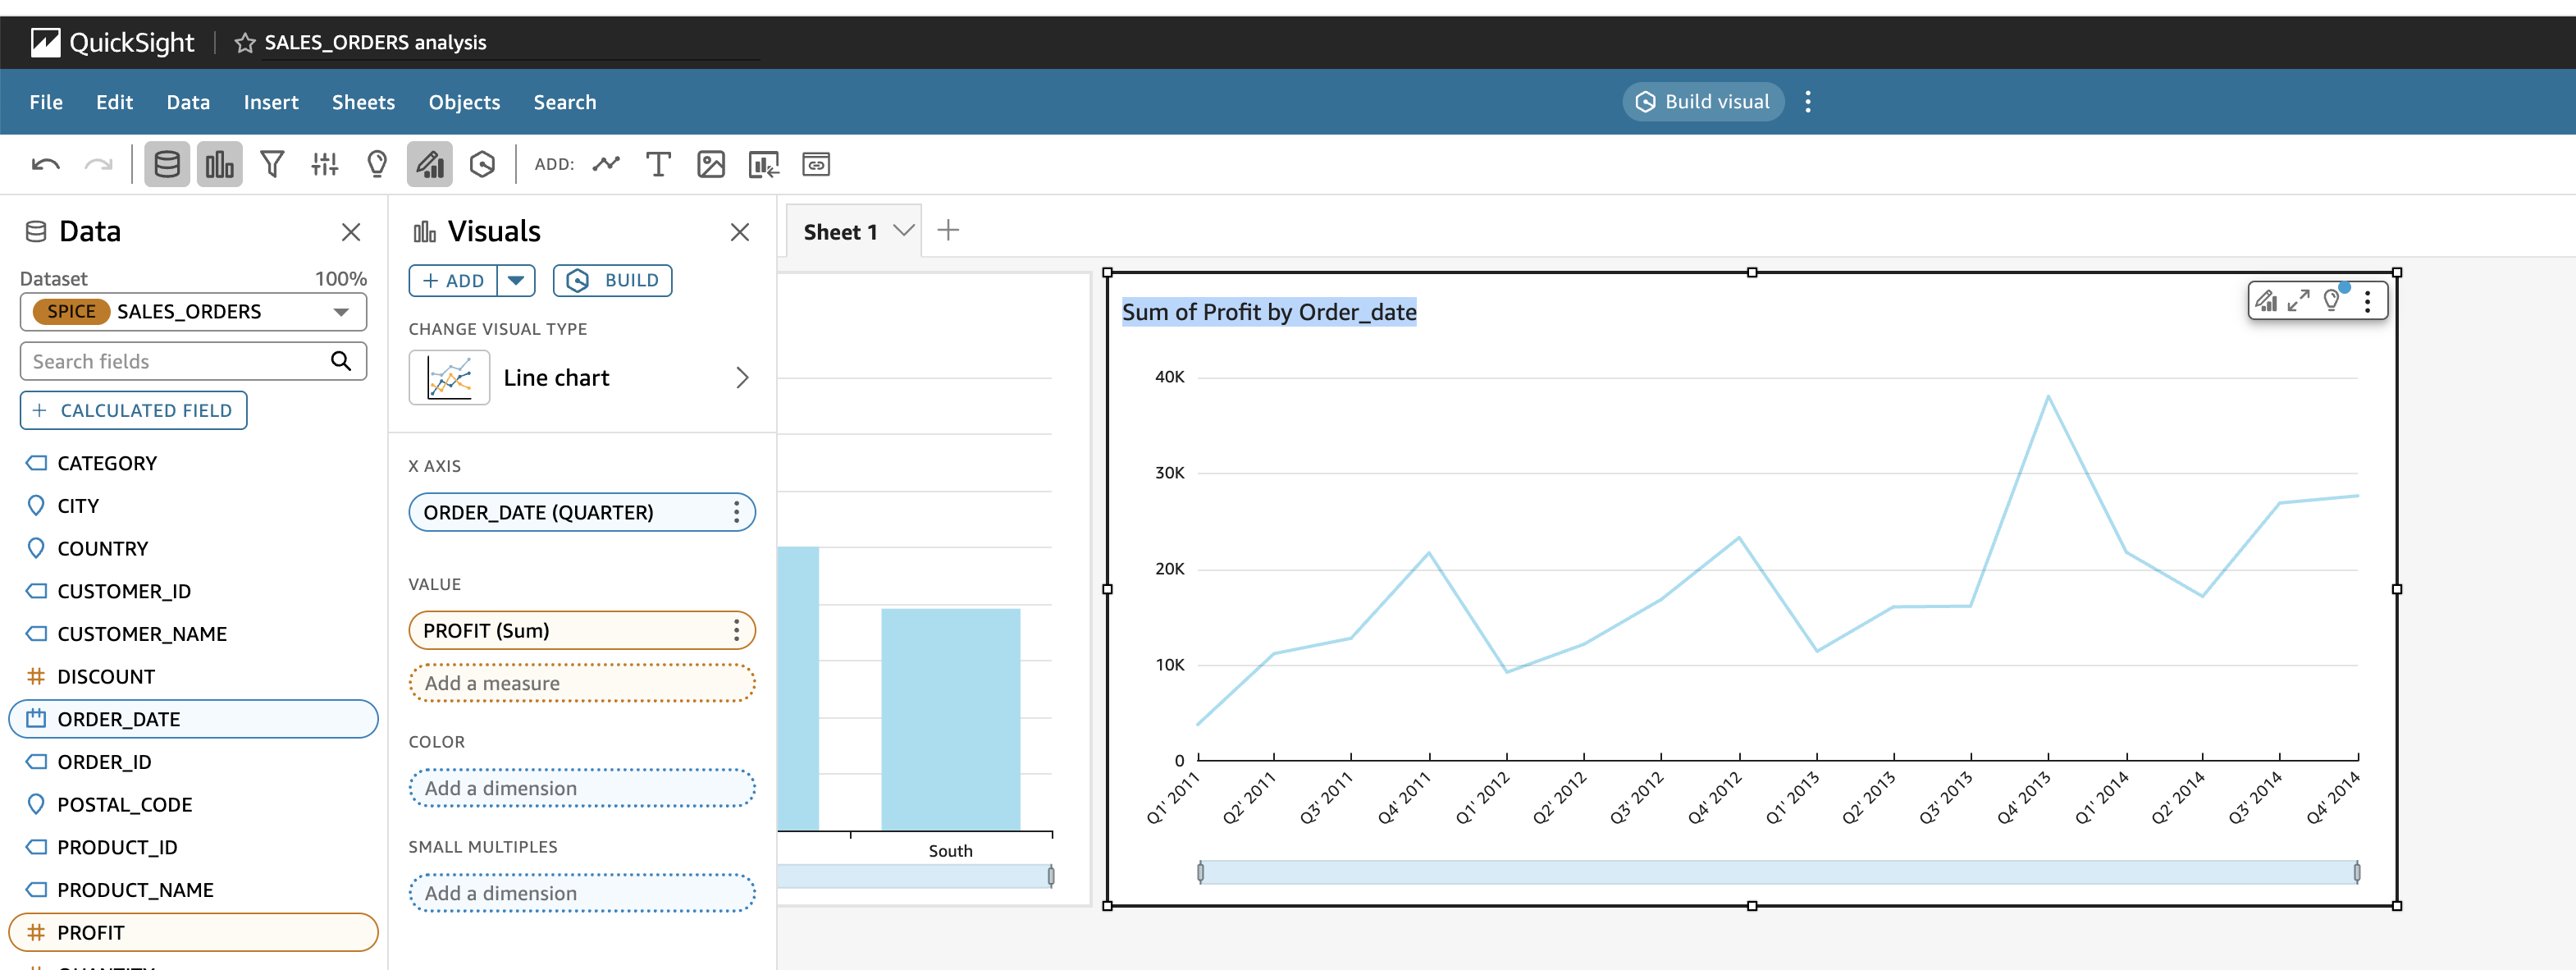 QuickSight
SALES_ORDERS analysis
File Edit Data Insert Sheets Objects Search
Build visual
ADD:
Data
Dataset 100%
SPICE SALES_ORDERS
Search fields
+ CALCULATED FIELD
CATEGORY
CITY
COUNTRY
CUSTOMER_ID
CUSTOMER_NAME
DISCOUNT
ORDER_DATE
ORDER_ID
POSTAL_CODE
PRODUCT_ID
PRODUCT_NAME
PROFIT
Visuals
+ ADD
BUILD
CHANGE VISUAL TYPE
Line chart
X AXIS
ORDER_DATE (QUARTER)
VALUE
PROFIT (Sum)
Add a measure
COLOR
Add a dimension
SMALL MULTIPLES
Add a dimension
Sheet 1
South
Sum of Profit by Order_date
40K
30K
20K
10K
0
Q1' 2011
Q2' 2011
Q3' 2011
Q4' 2011
Q1' 2012
Q2' 2012
Q3' 2012
Q4' 2012
Q1' 2013
Q2' 2013
Q3' 2013
Q4' 2013
Q1' 2014
Q2' 2014
Q3' 2014
Q4' 2014